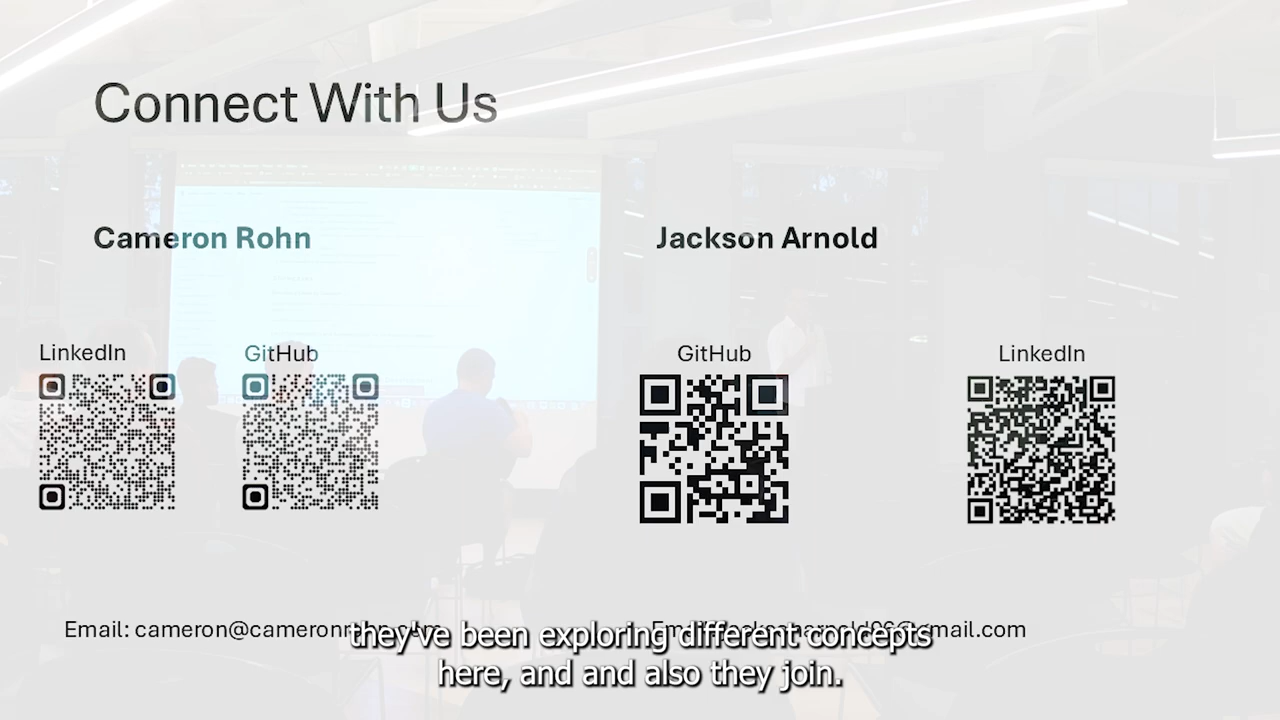 Connect With Us
Cameron Rohn
Jackson Arnold
LinkedIn
GitHub
GitHub
LinkedIn
Email:
they've been exploring different concepts
here, and and also they join.